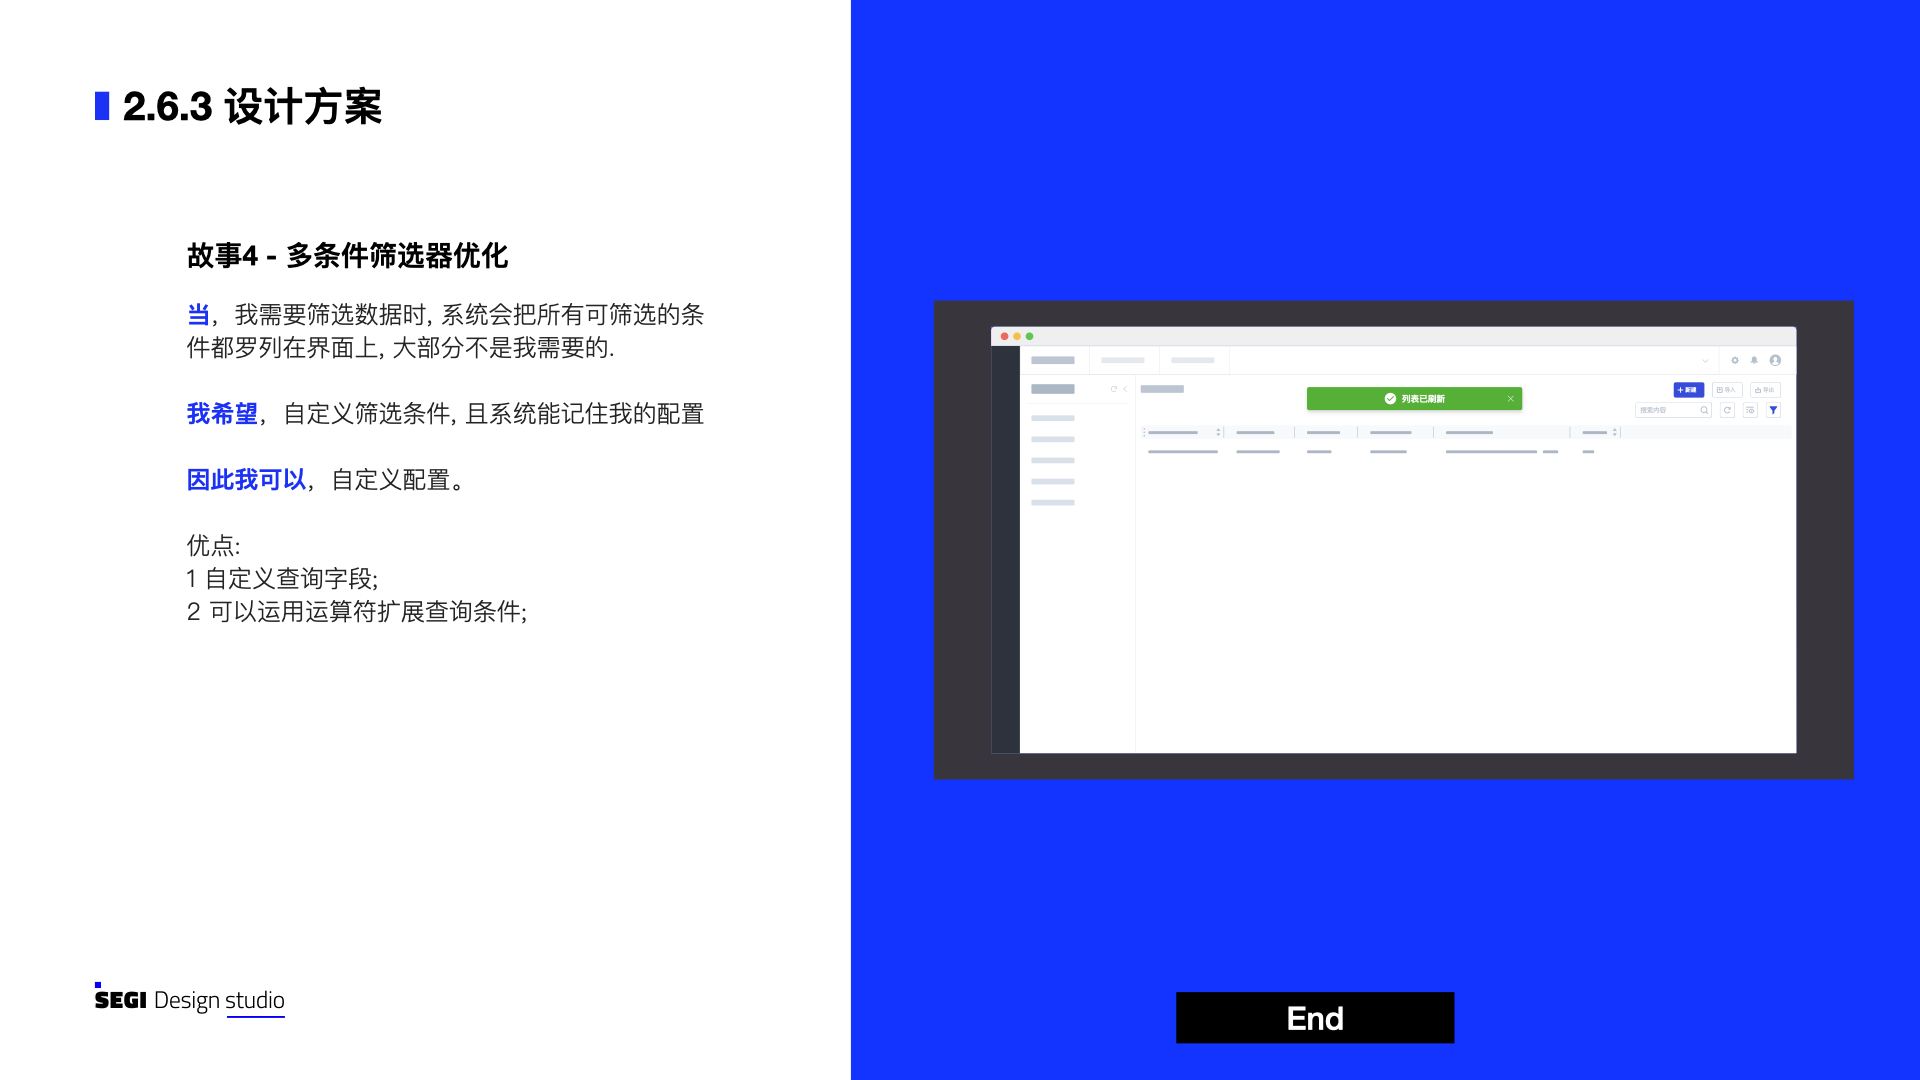 2.6.3 设计方案
故事4 - 多条件筛选器优化
当，我需要筛选数据时, 系统会把所有可筛选的条
件都罗列在界面上, 大部分不是我需要的.
我希望，自定义筛选条件, 且系统能记住我的配置
因此我可以，自定义配置。
优点:
1 自定义查询字段;
2 可以运用运算符扩展查询条件;
列表已刷新
+ 新建
导入
导出
搜索内容
SEGI Design studio
End